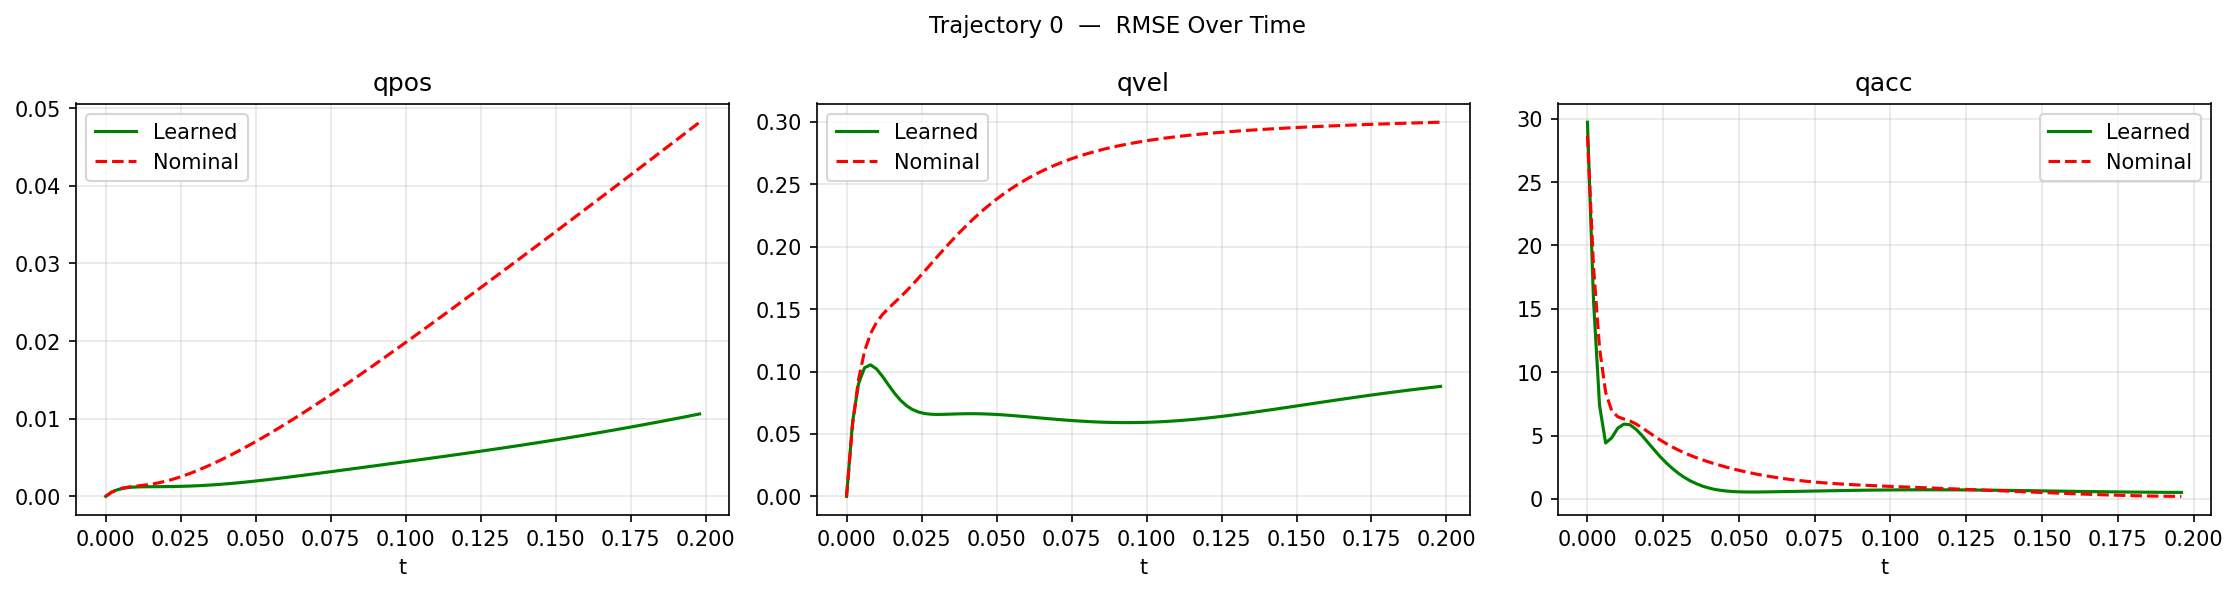 Trajectory 0 — RMSE Over Time
qpos
0.05
0.04
0.03
0.02
0.01
0.00
Learned
Nominal
0.000 0.025 0.050 0.075 0.100 0.125 0.150 0.175 0.200
t
qvel
0.30
0.25
0.20
0.15
0.10
0.05
0.00
Learned
Nominal
0.000 0.025 0.050 0.075 0.100 0.125 0.150 0.175 0.200
t
qacc
30
25
20
15
10
5
0
Learned
Nominal
0.000 0.025 0.050 0.075 0.100 0.125 0.150 0.175 0.200
t